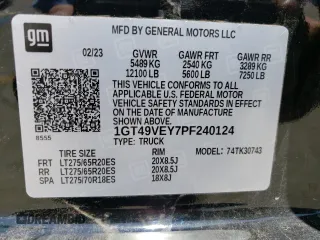 gm
MFD BY GENERAL MOTORS LLC
02/23 GVWR GAWR FRT GAWR RR
5489 KG 2540 KG 3289 KG
12100 LB 5600 LB 7250 LB
THIS VEHICLE CONFORMS TO ALL
APPLICABLE U.S. FEDERAL MOTOR
VEHICLE SAFETY STANDARDS IN
EFFECT ON THE DATE OF
MANUFACTURE SHOWN ABOVE.
8555
1GT49VEY7PF240124
TYPE: TRUCK
MODEL: 74TK30743
TIRE SIZE RIM
FRT LT275/65R20ES 20X8.5J
RR LT275/65R20ES 20X8.5J
SPA LT275/70R18ES 18X8J